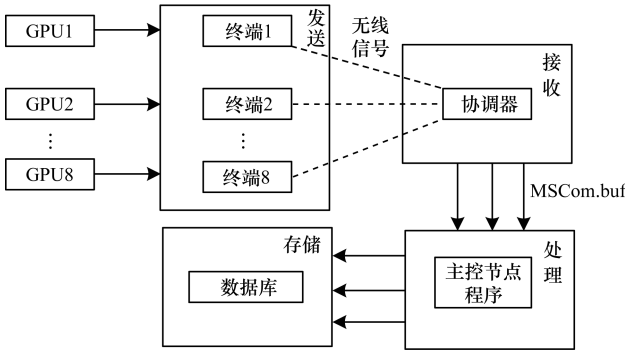 GPU1
终端1
发送
无线
信号
接收
GPU2
终端2
协调器
⋮
⋮
GPU8
终端8
MSCom.buf
存储
处理
数据库
主控节点
程序